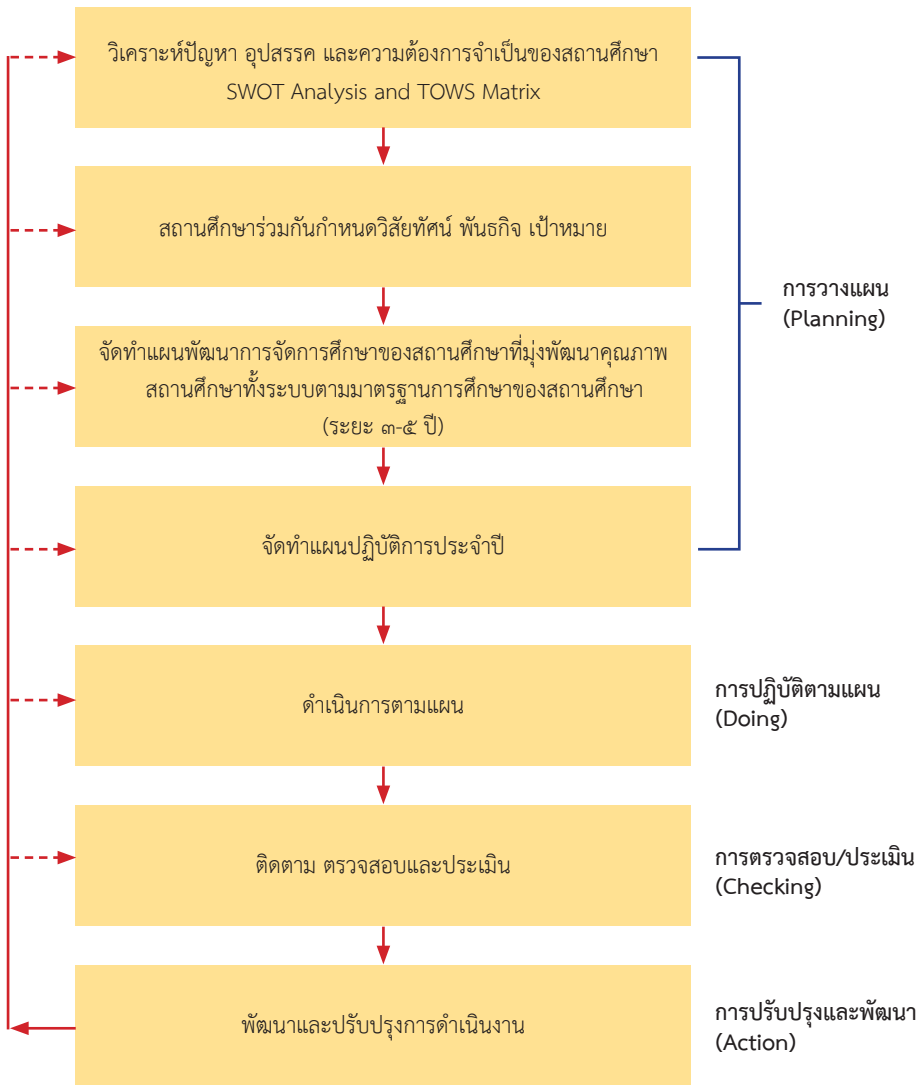 วิเคราะห์ปัญหา อุปสรรค และความต้องการจำเป็นของสถานศึกษา
SWOT Analysis and TOWS Matrix
สถานศึกษาร่วมกันกำหนดวิสัยทัศน์ พันธกิจ เป้าหมาย
การวางแผน
(Planning)
จัดทำแผนพัฒนาการจัดการศึกษาของสถานศึกษาที่มุ่งพัฒนาคุณภาพ
สถานศึกษาทั้งระบบตามมาตรฐานการศึกษาของสถานศึกษา
(ระยะ ๓-๕ ปี)
จัดทำแผนปฏิบัติการประจำปี
ดำเนินการตามแผน
การปฏิบัติตามแผน
(Doing)
ติดตาม ตรวจสอบและประเมิน
การตรวจสอบ/ประเมิน
(Checking)
พัฒนาและปรับปรุงการดำเนินงาน
การปรับปรุงและพัฒนา
(Action)